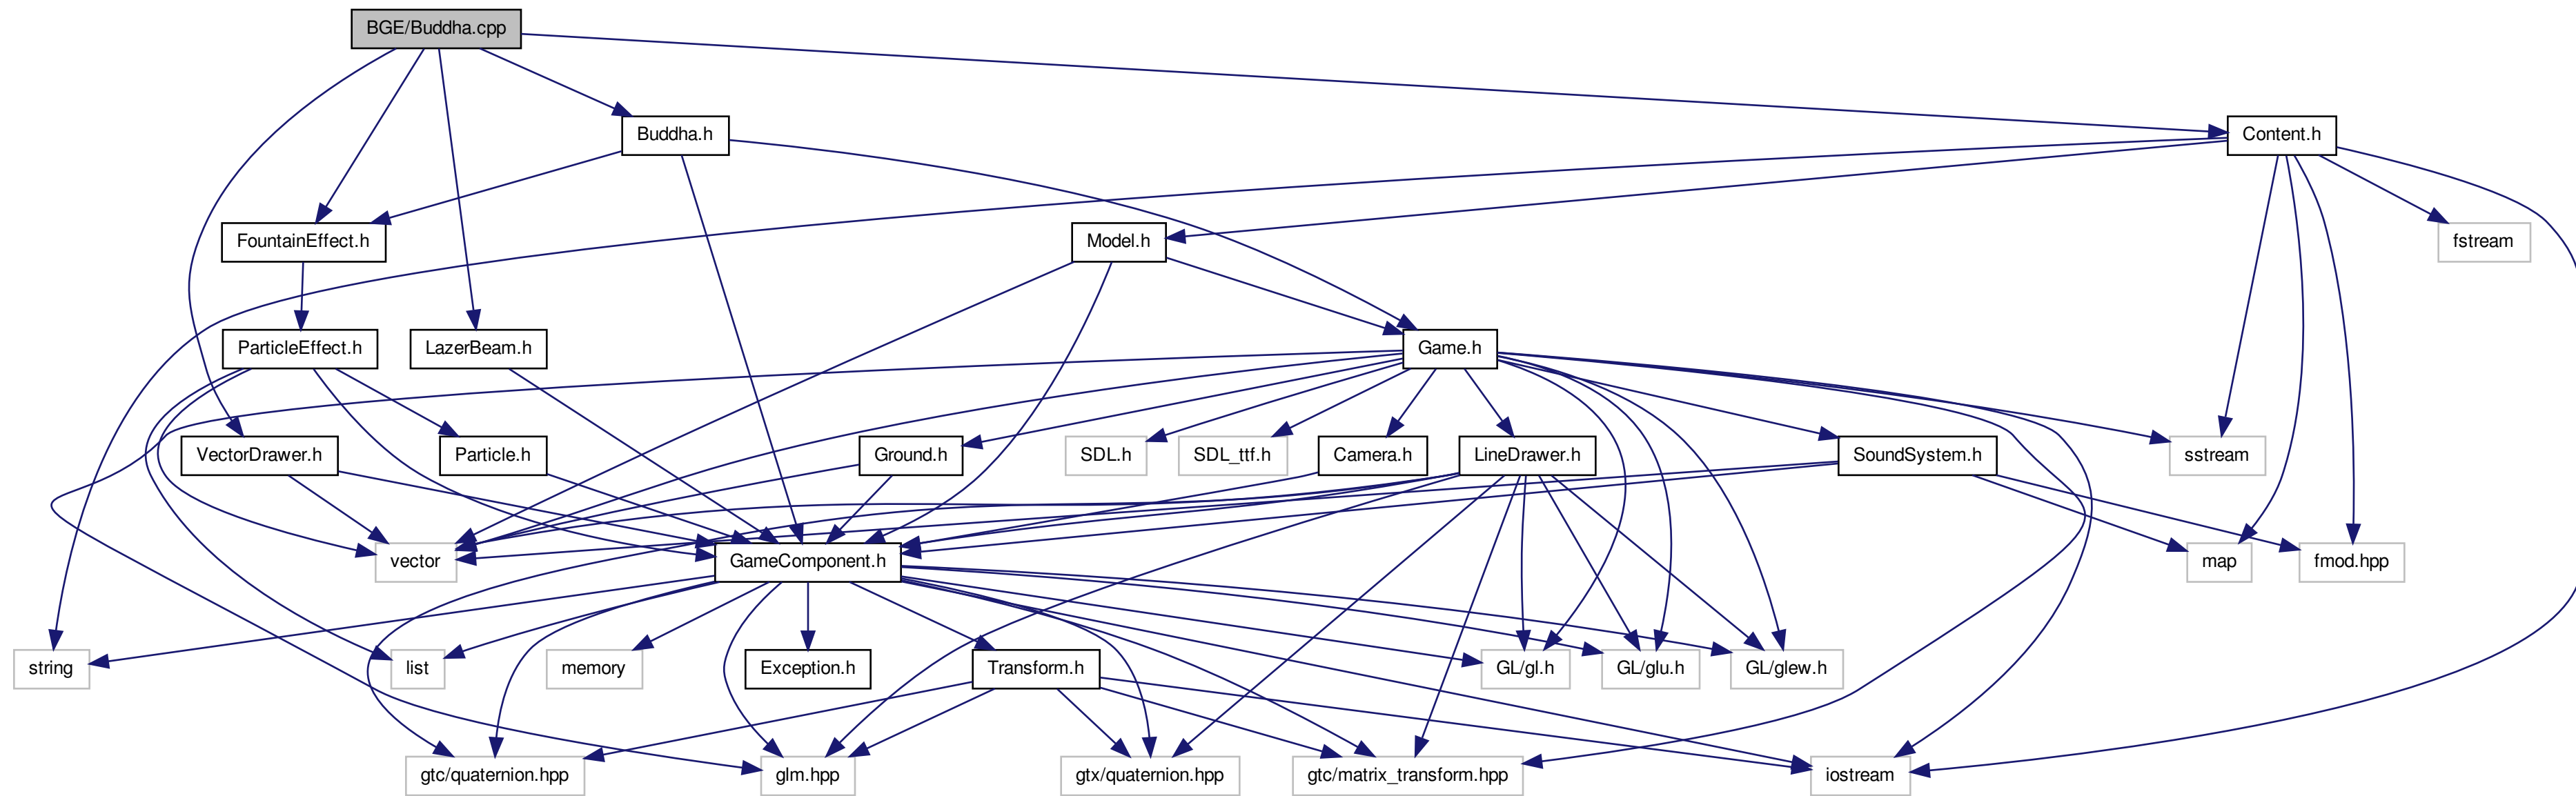 BGE/Buddha.cpp
Buddha.h
Content.h
FountainEffect.h
Model.h
fstream
ParticleEffect.h
LazerBeam.h
Game.h
VectorDrawer.h
Particle.h
Ground.h
SDL.h
SDL_ttf.h
Camera.h
LineDrawer.h
SoundSystem.h
sstream
vector
GameComponent.h
map
fmod.hpp
string
list
memory
Exception.h
Transform.h
GL/gl.h
GL/glu.h
GL/glew.h
gtc/quaternion.hpp
glm.hpp
gtx/quaternion.hpp
gtc/matrix_transform.hpp
iostream